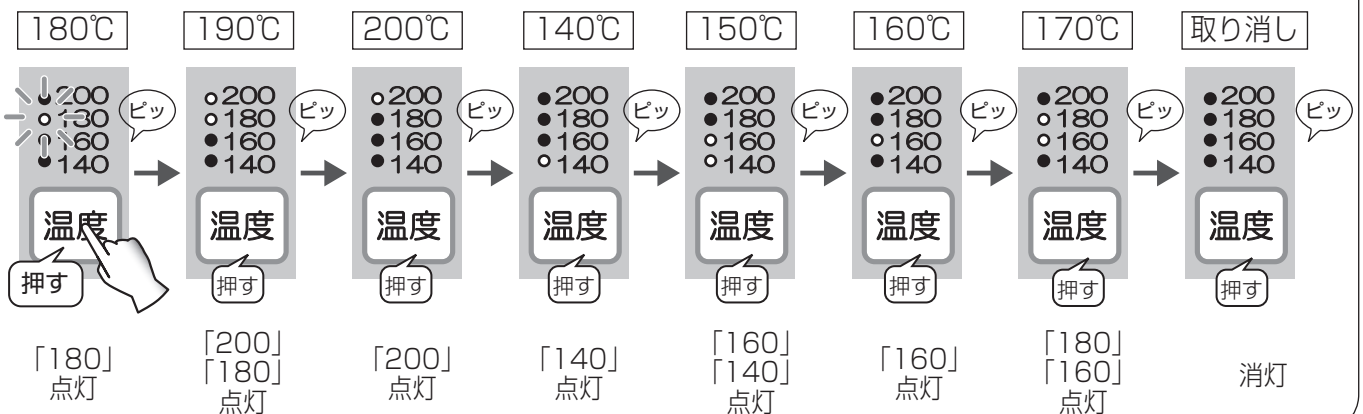 180℃
200
180
160
140
ピッ
温度
押す
「180」
点灯
190℃
200
180
160
140
ピッ
温度
押す
「200」
「180」
点灯
200℃
200
180
160
140
ピッ
温度
押す
「200」
点灯
140℃
200
180
160
140
ピッ
温度
押す
「140」
点灯
150℃
200
180
160
140
ピッ
温度
押す
「160」
「140」
点灯
160℃
200
180
160
140
ピッ
温度
押す
「160」
点灯
170℃
200
180
160
140
ピッ
温度
押す
「180」
「160」
点灯
取り消し
200
180
160
140
ピッ
温度
押す
消灯